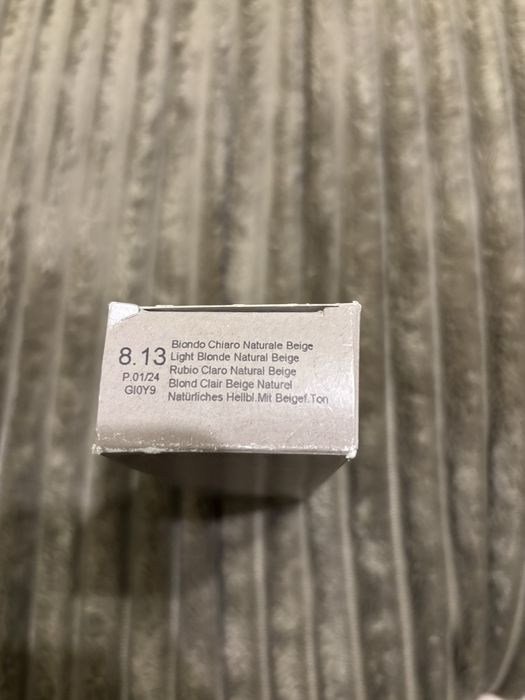 8.13
P.01/24
GI0Y9
Biondo Chiaro Naturale Beige
Light Blonde Natural Beige
Rubio Claro Natural Beige
Blond Clair Beige Naturel
Natürliches Hellbl.Mit Beigef.Ton